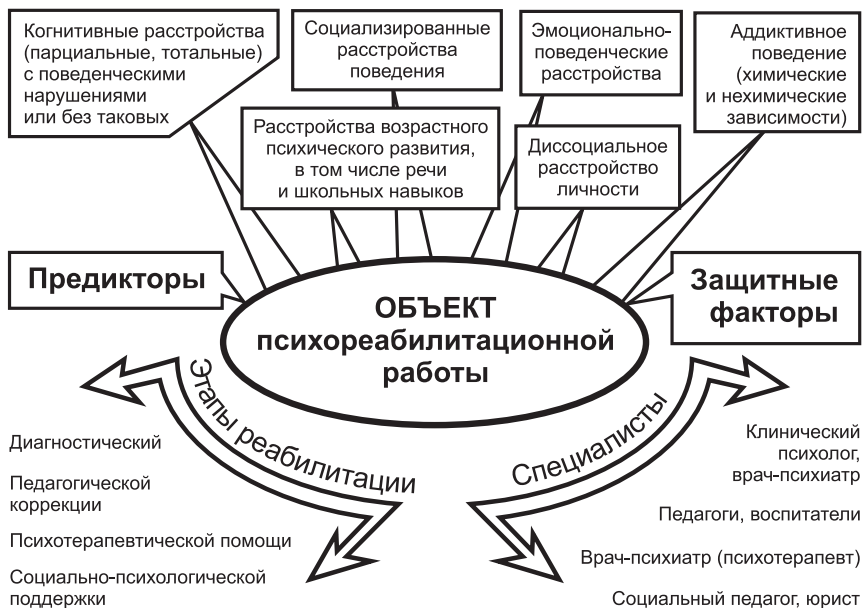 Когнитивные расстройства
(парциальные, тотальные)
с поведенческими
нарушениями
или без таковых
Социализированные
расстройства
поведения
Эмоционально-
поведенческие
расстройства
Аддиктивное
поведение
(химические
и нехимические
зависимости)
Расстройства возрастного
психического развития,
в том числе речи
и школьных навыков
Диссоциальное
расстройство
личности
Предикторы
Защитные
факторы
ОБЪЕКТ
психореабилитационной
работы
Этапы реабилитации
Специалисты
Диагностический
Педагогической
коррекции
Психотерапевтической помощи
Социально-психологической
поддержки
Клинический
психолог,
врач-психиатр
Педагоги, воспитатели
Врач-психиатр (психотерапевт)
Социальный педагог, юрист